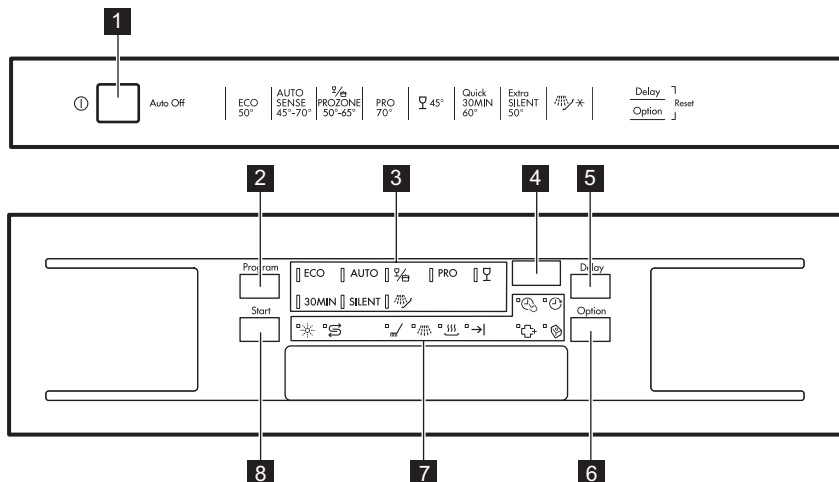 1
Auto Off
ECO 50°
AUTO SENSE 45°-70°
PROZONE 50°-65°
PRO 70°
45°
Quick 30MIN 60°
Extra SILENT 50°
Delay
Option
Reset
2
3
4
5
Program
ECO
AUTO
PRO
Delay
30MIN
SILENT
Start
Option
8
7
6